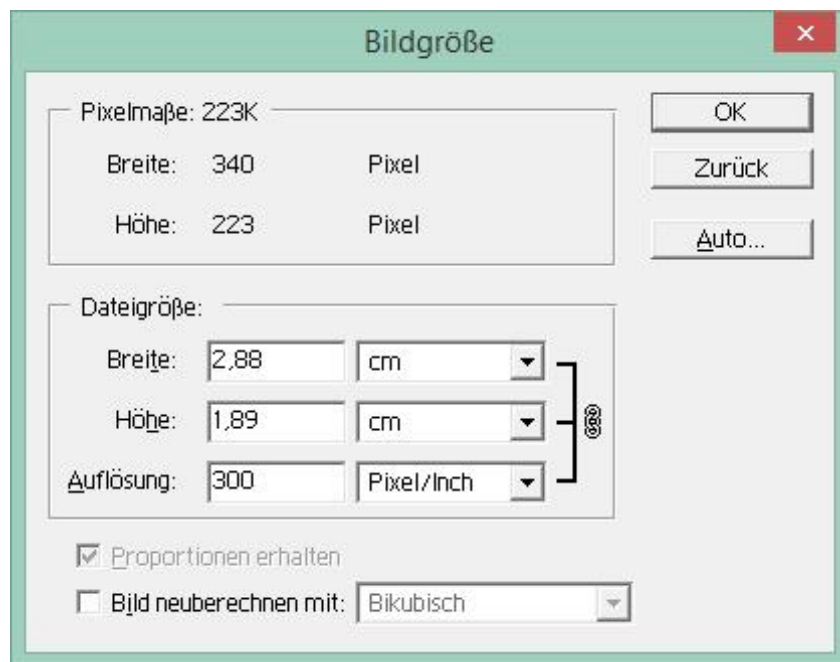 Bildgröße
Pixelmaße: 223K
Breite: 340 Pixel
Höhe: 223 Pixel
OK
Zurück
Auto...
Dateigröße:
Breite: 2,88 cm
Höhe: 1,89 cm
Auflösung: 300 Pixel/Inch
Proportionen erhalten
Bild neuberechnen mit: Bikubisch